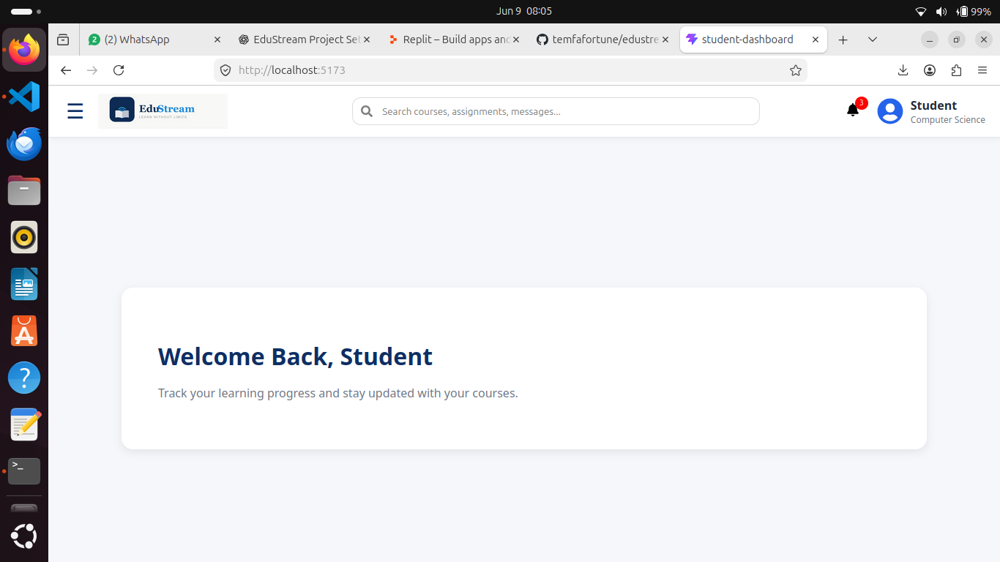 Jun 9 08:05
99%
2 (2) WhatsApp
EduStream Project Set
Replit – Build apps and
temfafortune/edustre
student-dashboard
http://localhost:5173
EduStream
LEARN WITHOUT LIMITS
Search courses, assignments, messages...
3
Student
Computer Science
Welcome Back, Student
Track your learning progress and stay updated with your courses.